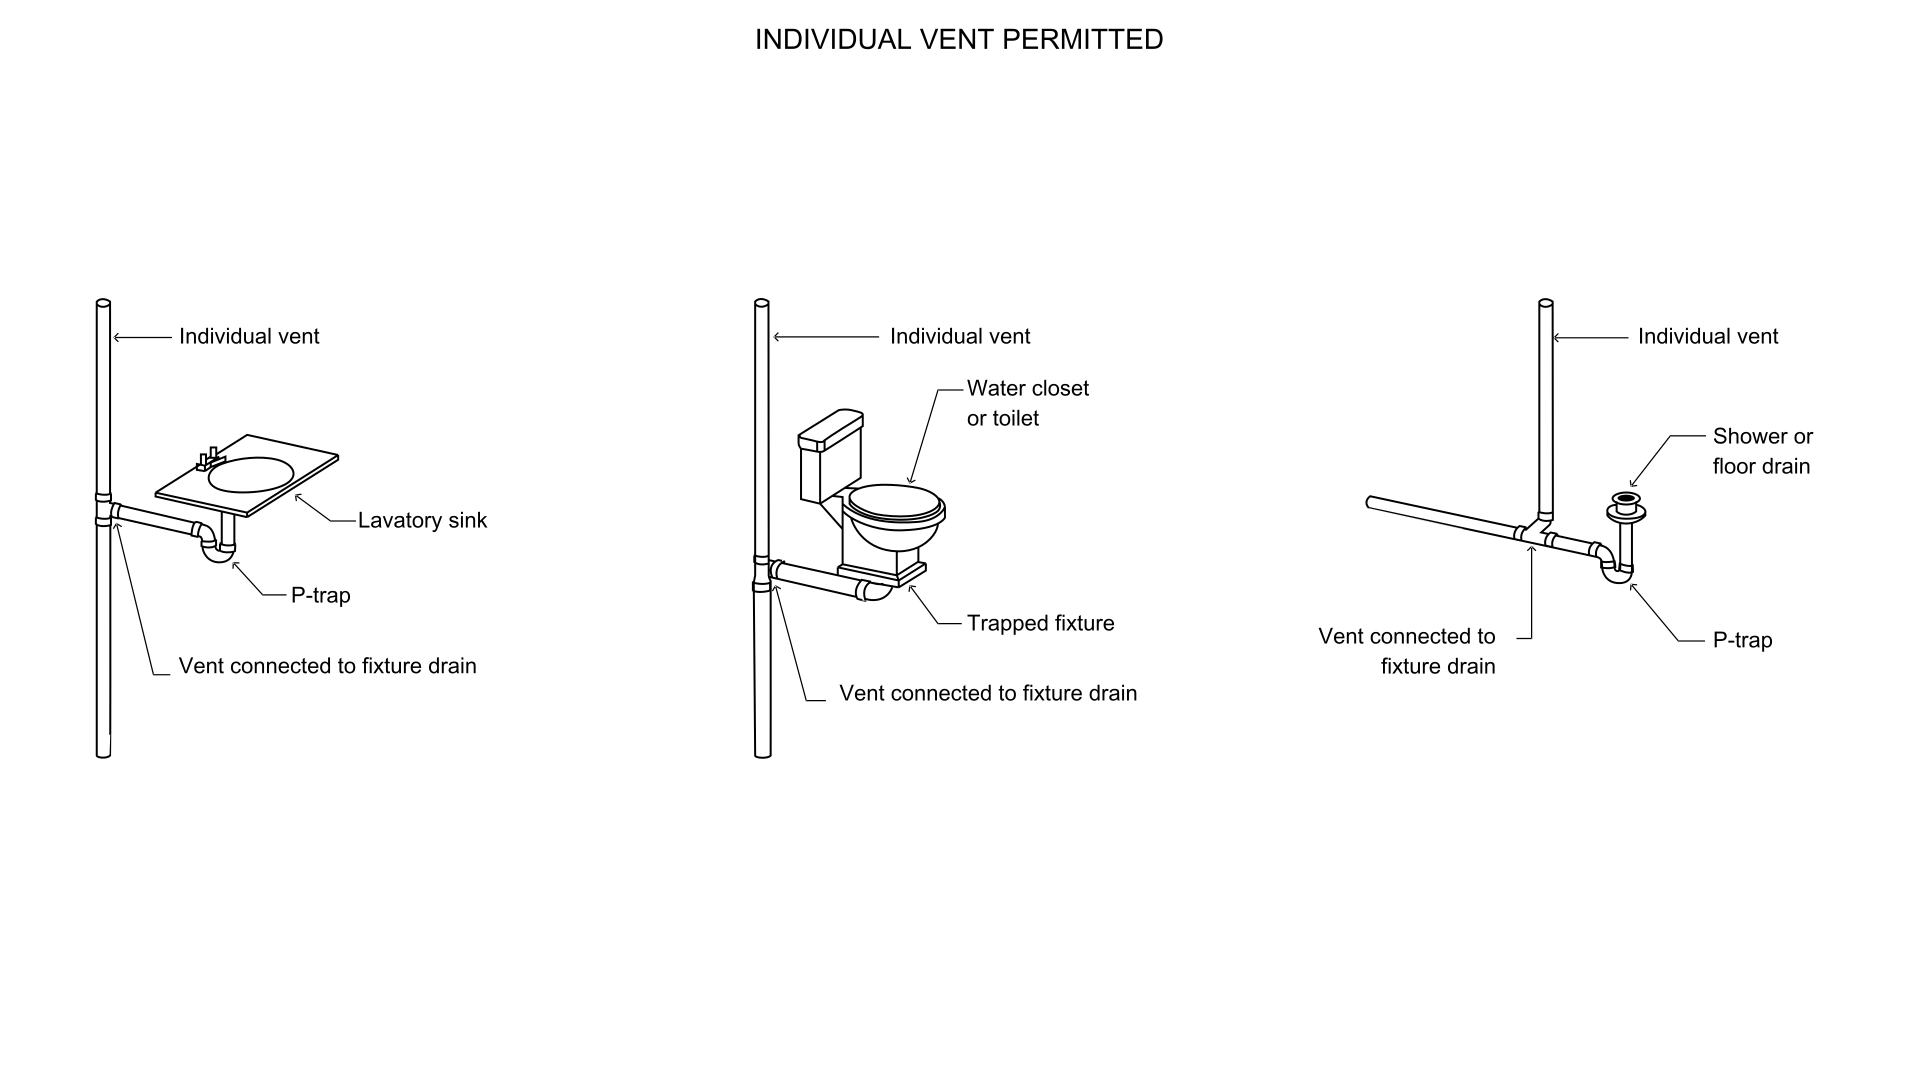 INDIVIDUAL VENT PERMITTED
Individual vent
Lavatory sink
P-trap
Vent connected to fixture drain
Individual vent
Water closet
or toilet
Trapped fixture
Vent connected to fixture drain
Individual vent
Shower or
floor drain
Vent connected to
fixture drain
P-trap